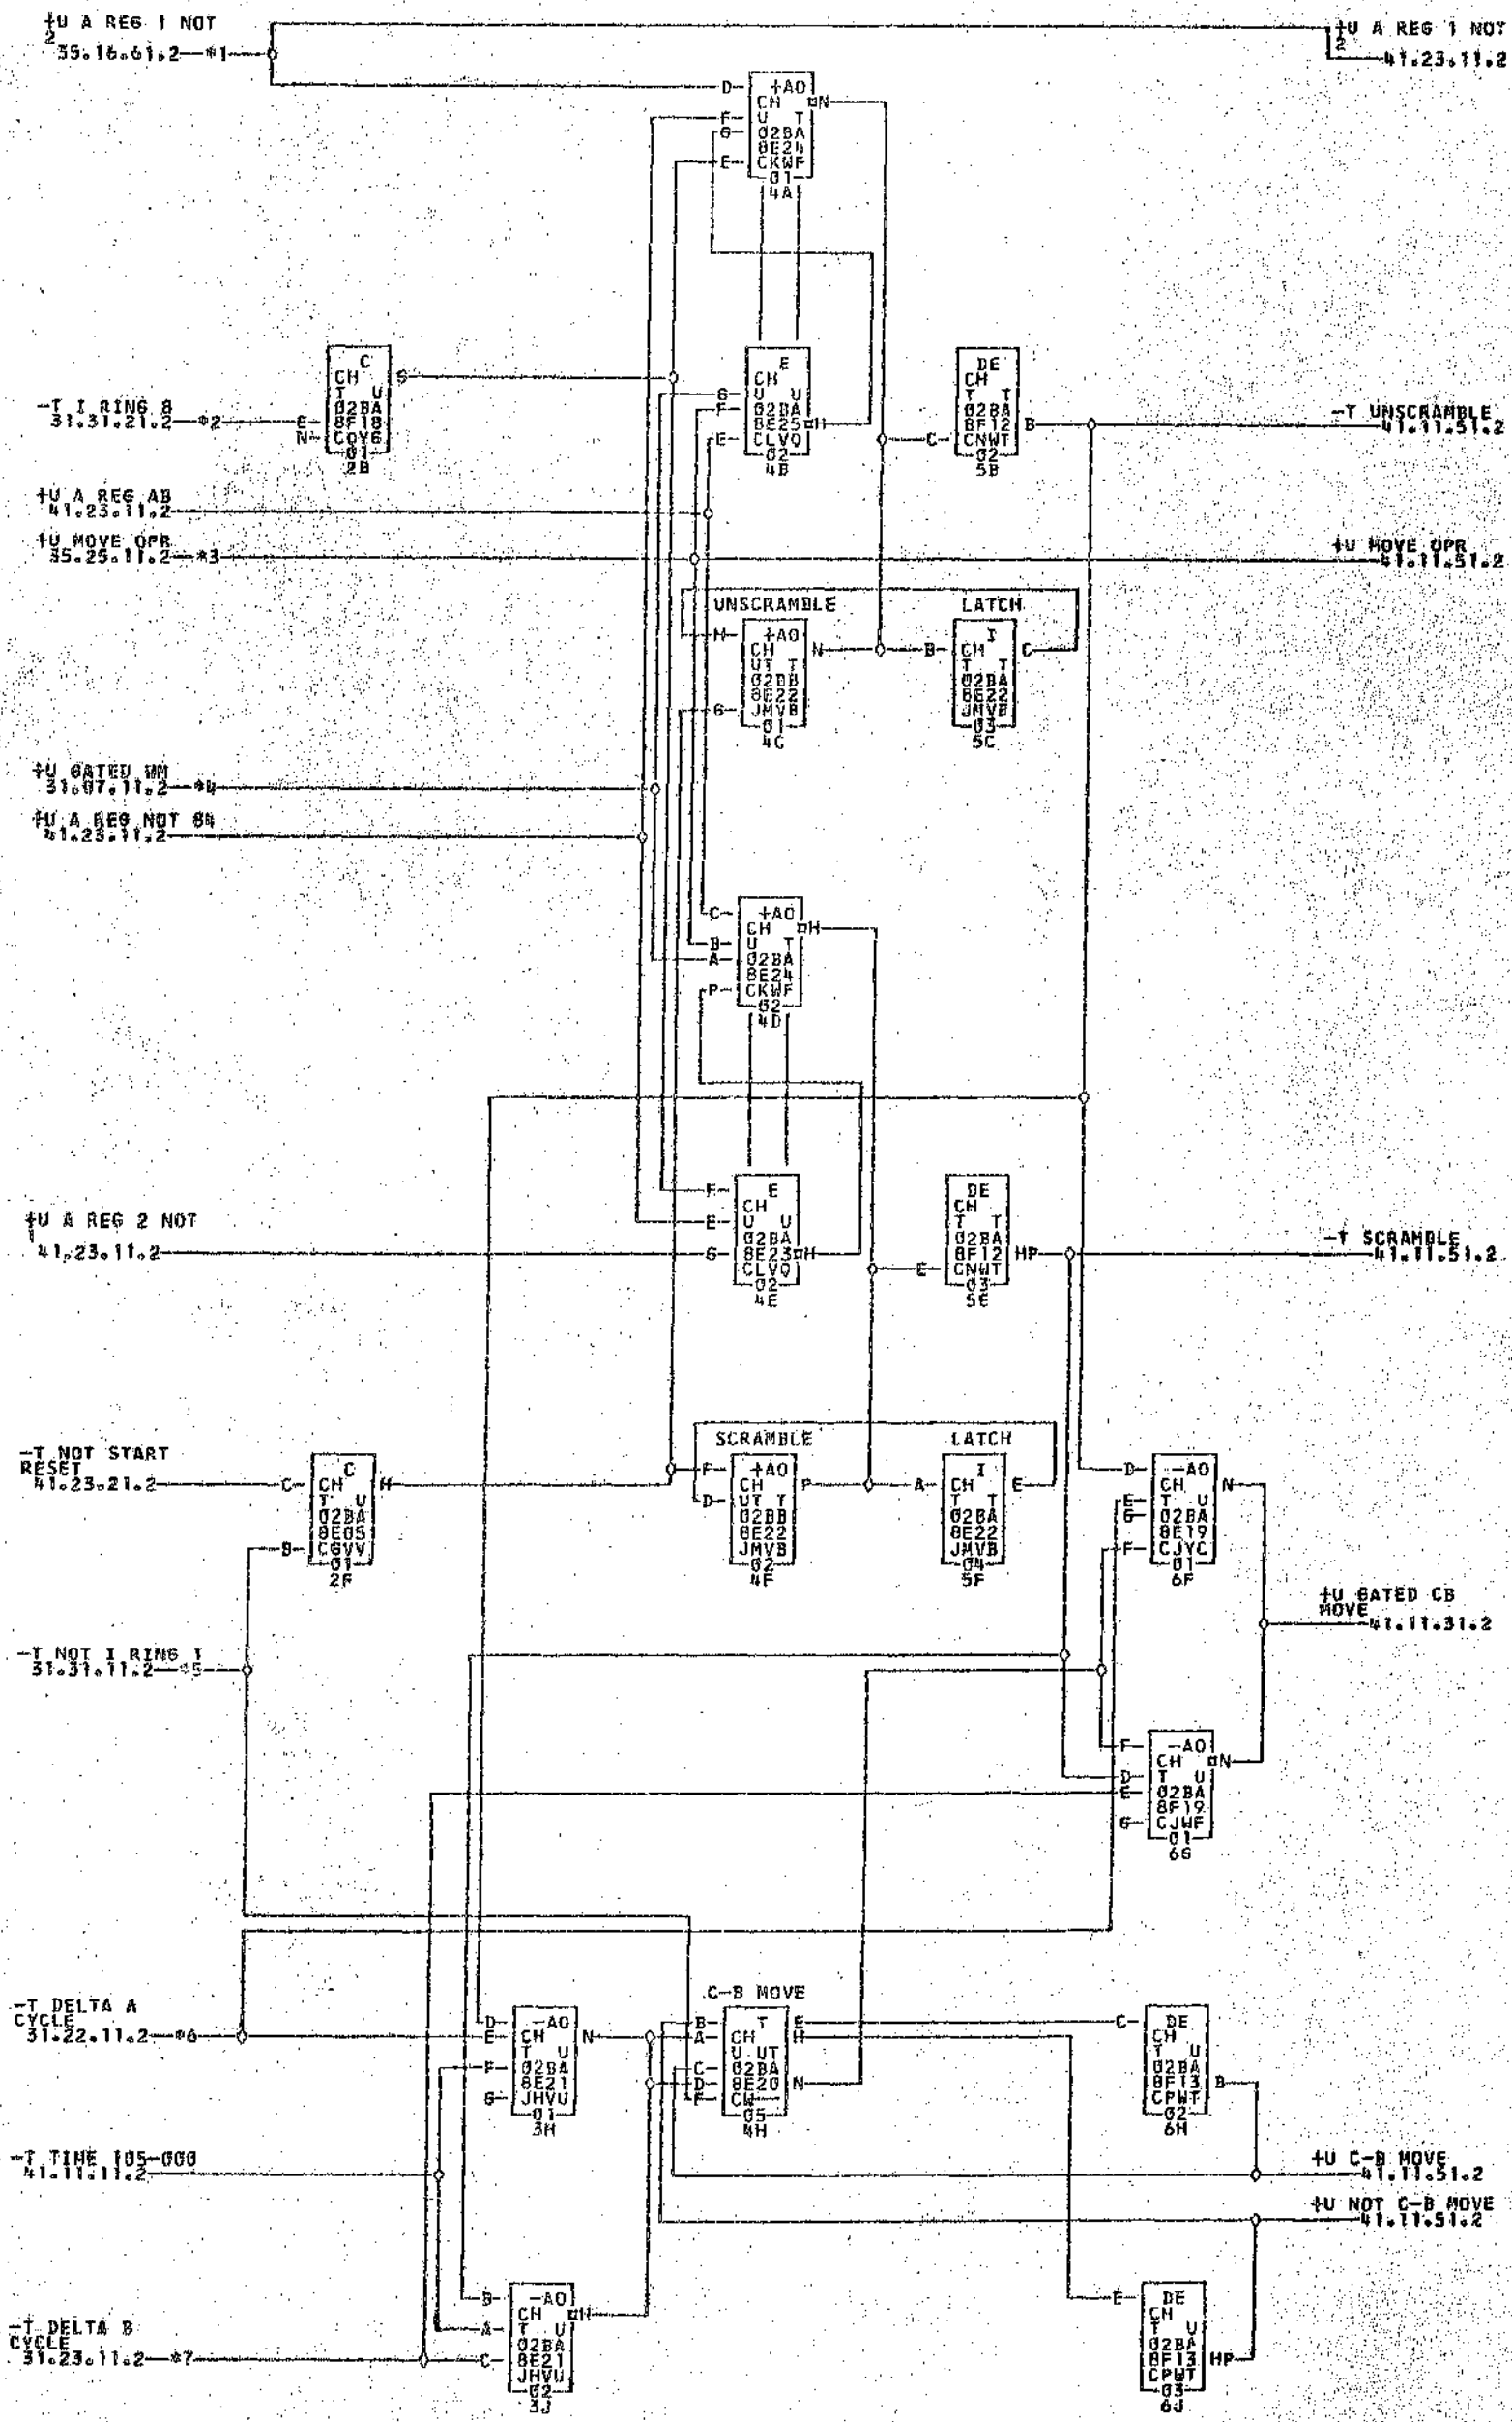 +U A REG 1 NOT
2
35.16.61.2 *1
+U A REG 1 NOT
2
41.23.11.2
D +AO
CH N
F U T
G 02BA
8E24
E CKWF
01
4A
C
CH S
T U
02BA
E 8F18
N CQY6
01
2B
-T I RING 8
31.31.21.2 *2
E
CH
G U U
F 02BA
8E25 H
E CLVQ
02
4B
DE
CH
T T
02BA
8F12 B
C CNWT
02
5B
-T UNSCRAMBLE
41.11.51.2
+U A REG AB
41.23.11.2
+U MOVE OPR
35.25.11.2 *3
+U MOVE OPR
41.11.51.2
UNSCRAMBLE LATCH
M +AO
CH N
UT T
02BB
8E22
G JMVB
01
4C
I
B CH C
T T
02BA
8E22
JMVB
03
5C
+U GATED WM
31.07.11.2 *4
+U A REG NOT 84
41.23.11.2
C +AO
CH H
B U T
A 02BA
8E24
P CKWF
02
4D
F E
CH
E U U
02BA
G 8E23 H
CLVQ
02
4E
DE
CH
T T
02BA
8F12 HP
E CNWT
03
5E
+U A REG 2 NOT
1
41.23.11.2
-T SCRAMBLE
41.11.51.2
-T NOT START
RESET
41.23.21.2
C
C CH H
T U
02BA
8E05
B CGVV
01
2F
SCRAMBLE LATCH
F +AO
CH P
D UT T
02BB
8E22
JMVB
02
4F
I
A CH E
T T
02BA
8E22
JMVB
04
5F
D -AO
CH N
E T U
G 02BA
8E19
F CJYC
01
6F
+U GATED CB
MOVE
41.11.31.2
-T NOT I RING 1
31.31.11.2 *5
F -AO
CH N
D T U
E 02BA
8F19
G CJWF
01
6G
-T DELTA A
CYCLE
31.22.11.2 *6
D -AO
E CH N
T U
F 02BA
8E21
G JHVU
01
3H
C-B MOVE
B T E
A CH H
U UT
C 02BA
D 8E20 N
F CW--
05
4H
C DE
CH
T U
02BA
8F13 B
CPWT
02
6H
-T TIME 105-000
41.11.11.2
+U C-B MOVE
41.11.51.2
+U NOT C-B MOVE
41.11.51.2
B -AO
CH H
A T U
02BA
C 8E21
JHVU
02
3J
E DE
CH
T U
02BA
8F13 HP
CPWT
03
6J
-T DELTA B
CYCLE
31.23.11.2 *7